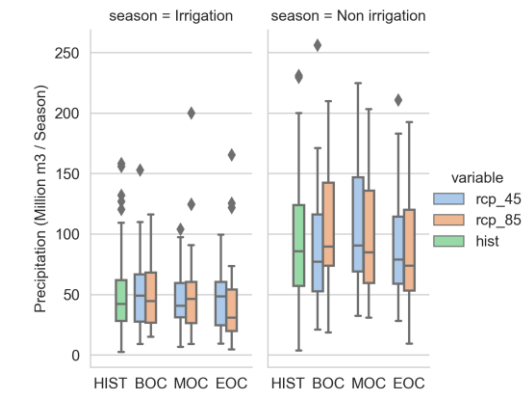 season = Irrigation
season = Non irrigation
Precipitation (Million m3 / Season)
250
200
150
100
50
0
HIST BOC MOC EOC
HIST BOC MOC EOC
variable
rcp_45
rcp_85
hist